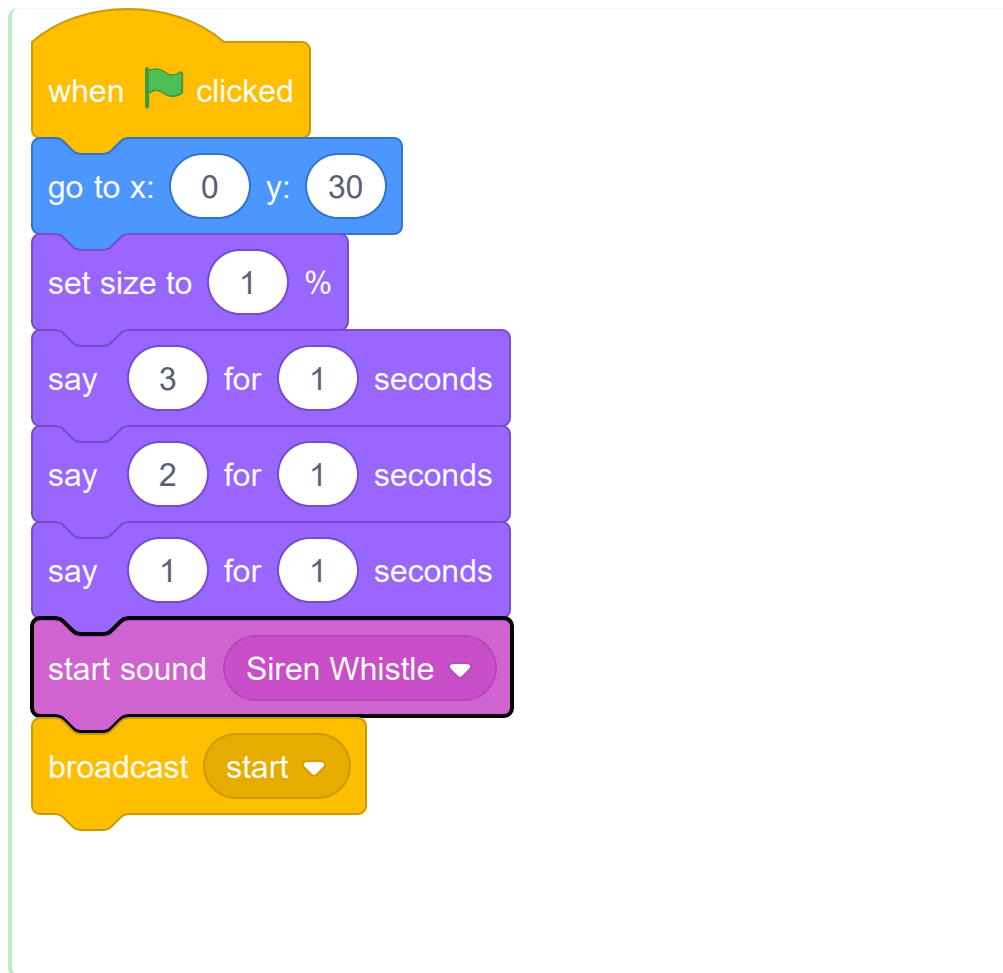 when clicked
go to x: 0 y: 30
set size to 1 %
say 3 for 1 seconds
say 2 for 1 seconds
say 1 for 1 seconds
start sound Siren Whistle
broadcast start